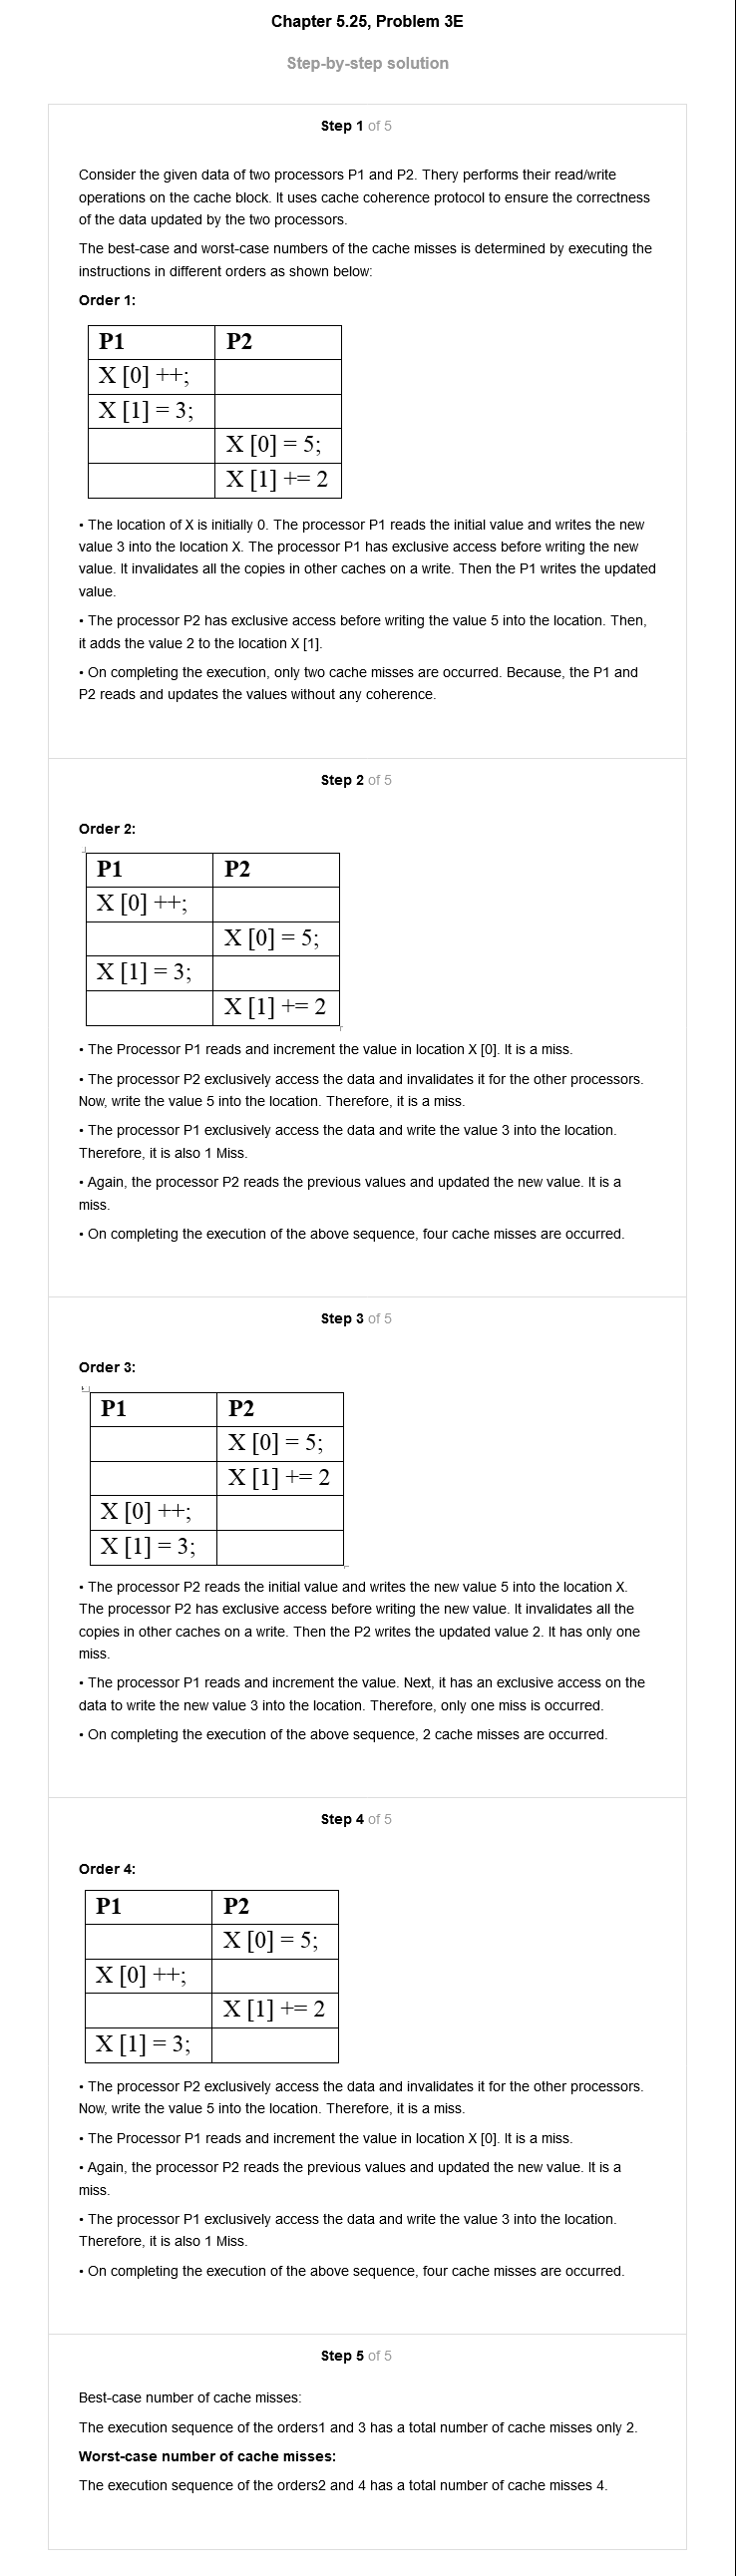 Chapter 5.25, Problem 3E
Step-by-step solution
Step 1 of 5
Consider the given data of two processors P1 and P2. Thery performs their read/write
operations on the cache block. It uses cache coherence protocol to ensure the correctness
of the data updated by the two processors.
The best-case and worst-case numbers of the cache misses is determined by executing the
instructions in different orders as shown below:
Order 1:
P1 P2
X [0] ++;
X [1] = 3;
X [0] = 5;
X [1] += 2
• The location of X is initially 0. The processor P1 reads the initial value and writes the new
value 3 into the location X. The processor P1 has exclusive access before writing the new
value. It invalidates all the copies in other caches on a write. Then the P1 writes the updated
value.
• The processor P2 has exclusive access before writing the value 5 into the location. Then,
it adds the value 2 to the location X [1].
• On completing the execution, only two cache misses are occurred. Because, the P1 and
P2 reads and updates the values without any coherence.
Step 2 of 5
Order 2:
P1 P2
X [0] ++;
X [0] = 5;
X [1] = 3;
X [1] += 2
• The Processor P1 reads and increment the value in location X [0]. It is a miss.
• The processor P2 exclusively access the data and invalidates it for the other processors.
Now, write the value 5 into the location. Therefore, it is a miss.
• The processor P1 exclusively access the data and write the value 3 into the location.
Therefore, it is also 1 Miss.
• Again, the processor P2 reads the previous values and updated the new value. It is a
miss.
• On completing the execution of the above sequence, four cache misses are occurred.
Step 3 of 5
Order 3:
P1 P2
X [0] = 5;
X [1] += 2
X [0] ++;
X [1] = 3;
• The processor P2 reads the initial value and writes the new value 5 into the location X.
The processor P2 has exclusive access before writing the new value. It invalidates all the
copies in other caches on a write. Then the P2 writes the updated value 2. It has only one
miss.
• The processor P1 reads and increment the value. Next, it has an exclusive access on the
data to write the new value 3 into the location. Therefore, only one miss is occurred.
• On completing the execution of the above sequence, 2 cache misses are occurred.
Step 4 of 5
Order 4:
P1 P2
X [0] = 5;
X [0] ++;
X [1] += 2
X [1] = 3;
• The processor P2 exclusively access the data and invalidates it for the other processors.
Now, write the value 5 into the location. Therefore, it is a miss.
• The Processor P1 reads and increment the value in location X [0]. It is a miss.
• Again, the processor P2 reads the previous values and updated the new value. It is a
miss.
• The processor P1 exclusively access the data and write the value 3 into the location.
Therefore, it is also 1 Miss.
• On completing the execution of the above sequence, four cache misses are occurred.
Step 5 of 5
Best-case number of cache misses:
The execution sequence of the orders1 and 3 has a total number of cache misses only 2.
Worst-case number of cache misses:
The execution sequence of the orders2 and 4 has a total number of cache misses 4.